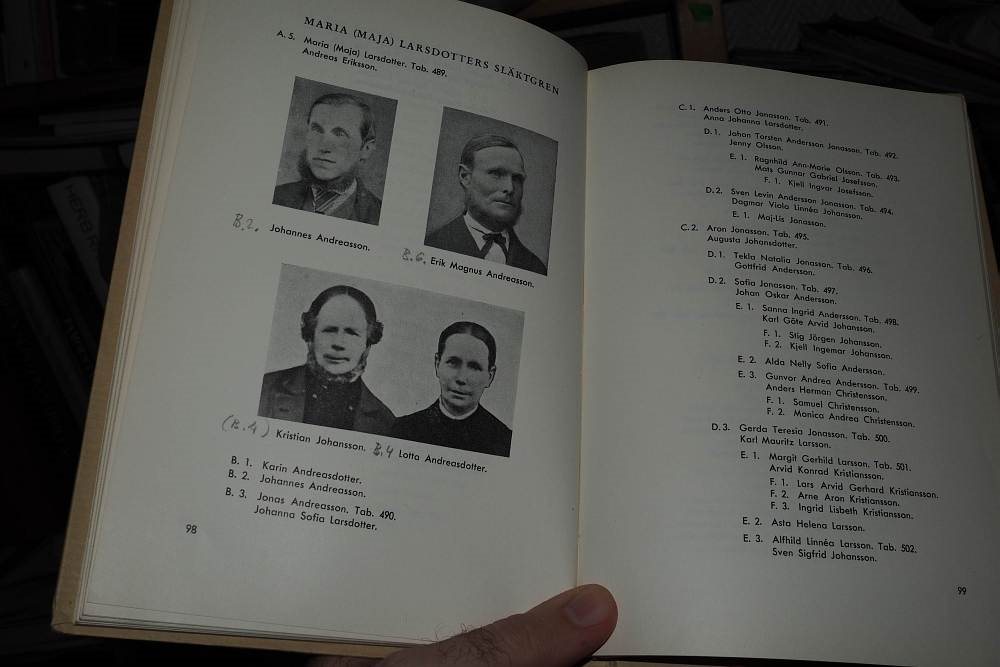 MARIA (MAJA) LARSDOTTERS SLÄKTGREN
A. 5. Maria (Maja) Larsdotter. Tab. 489.
Andreas Eriksson.
B.2. Johannes Andreasson.
B.6. Erik Magnus Andreasson.
(B.4) Kristian Johansson. B.4 Lotta Andreasdotter.
B. 1. Karin Andreasdotter.
B. 2. Johannes Andreasson.
B. 3. Jonas Andreasson. Tab. 490.
Johanna Sofia Larsdotter.
98
C. 1. Anders Otto Jonasson. Tab. 491.
Anna Johanna Larsdotter.
D. 1. Johan Torsten Andersson Jonasson. Tab. 492.
Jenny Olsson.
E. 1. Ragnhild Ann-Marie Olsson. Tab. 493.
Mats Gunnar Gabriel Josefsson.
F. 1. Kjell Ingvar Josefsson.
D. 2. Sven Levin Andersson Jonasson. Tab. 494.
Dagmar Viola Linnéa Johansson.
E. 1. Maj-Lis Jonasson.
C. 2. Aron Jonasson. Tab. 495.
Augusta Johansdotter.
D. 1. Tekla Natalia Jonasson. Tab. 496.
Gottfrid Andersson.
D. 2. Sofia Jonasson. Tab. 497.
Johan Oskar Andersson.
E. 1. Sanna Ingrid Andersson. Tab. 498.
Karl Göte Arvid Johansson.
F. 1. Stig Jörgen Johansson.
F. 2. Kjell Ingemar Johansson.
E. 2. Alda Nelly Sofia Andersson.
E. 3. Gunvor Andrea Andersson. Tab. 499.
Anders Herman Christensson.
F. 1. Samuel Christensson.
F. 2. Monica Andrea Christensson.
D. 3. Gerda Teresia Jonasson. Tab. 500.
Karl Mauritz Larsson.
E. 1. Margit Gerhild Larsson. Tab. 501.
Arvid Konrad Kristiansson.
F. 1. Lars Arvid Gerhard Kristiansson.
F. 2. Arne Aron Kristiansson.
F. 3. Ingrid Lisbeth Kristiansson.
E. 2. Asta Helena Larsson.
E. 3. Alfhild Linnéa Larsson. Tab. 502.
Sven Sigfrid Johansson.
99